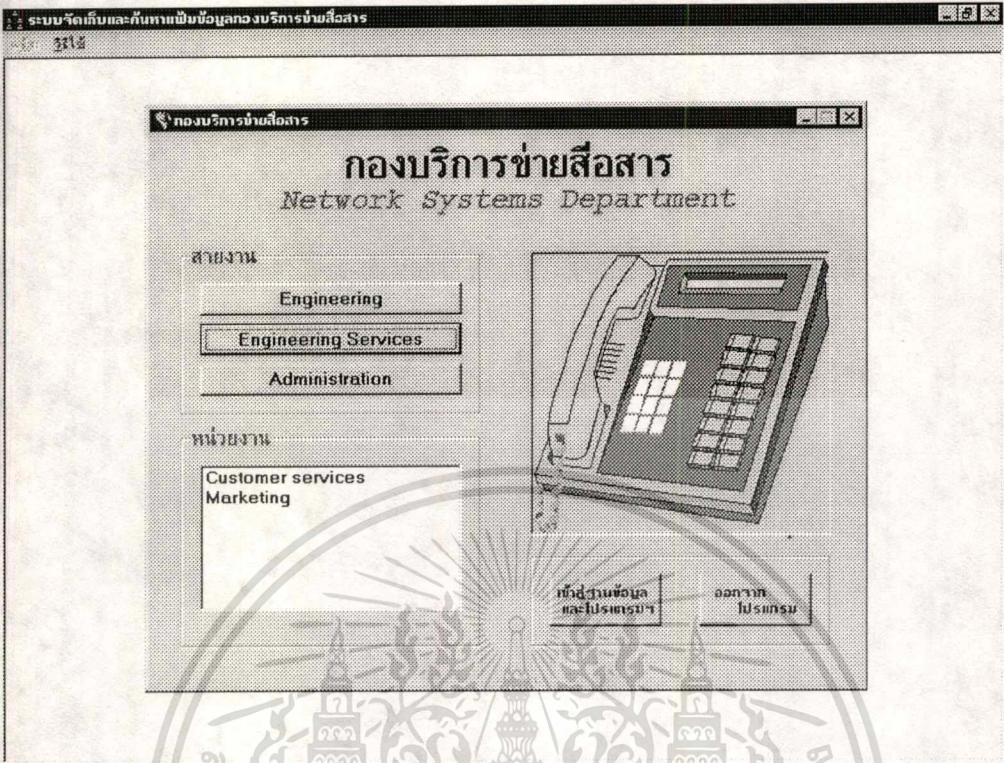 ระบบจัดเก็บและค้นหาแฟ้มข้อมูลกองบริการข่ายสื่อสาร
วิธีใช้
กองบริการข่ายสื่อสาร
กองบริการข่ายสื่อสาร
Network Systems Department
สายงาน
Engineering
Engineering Services
Administration
หน่วยงาน
Customer services
Marketing
เข้าสู่ฐานข้อมูล
และโปรแกรมฯ
ออกจาก
โปรแกรม